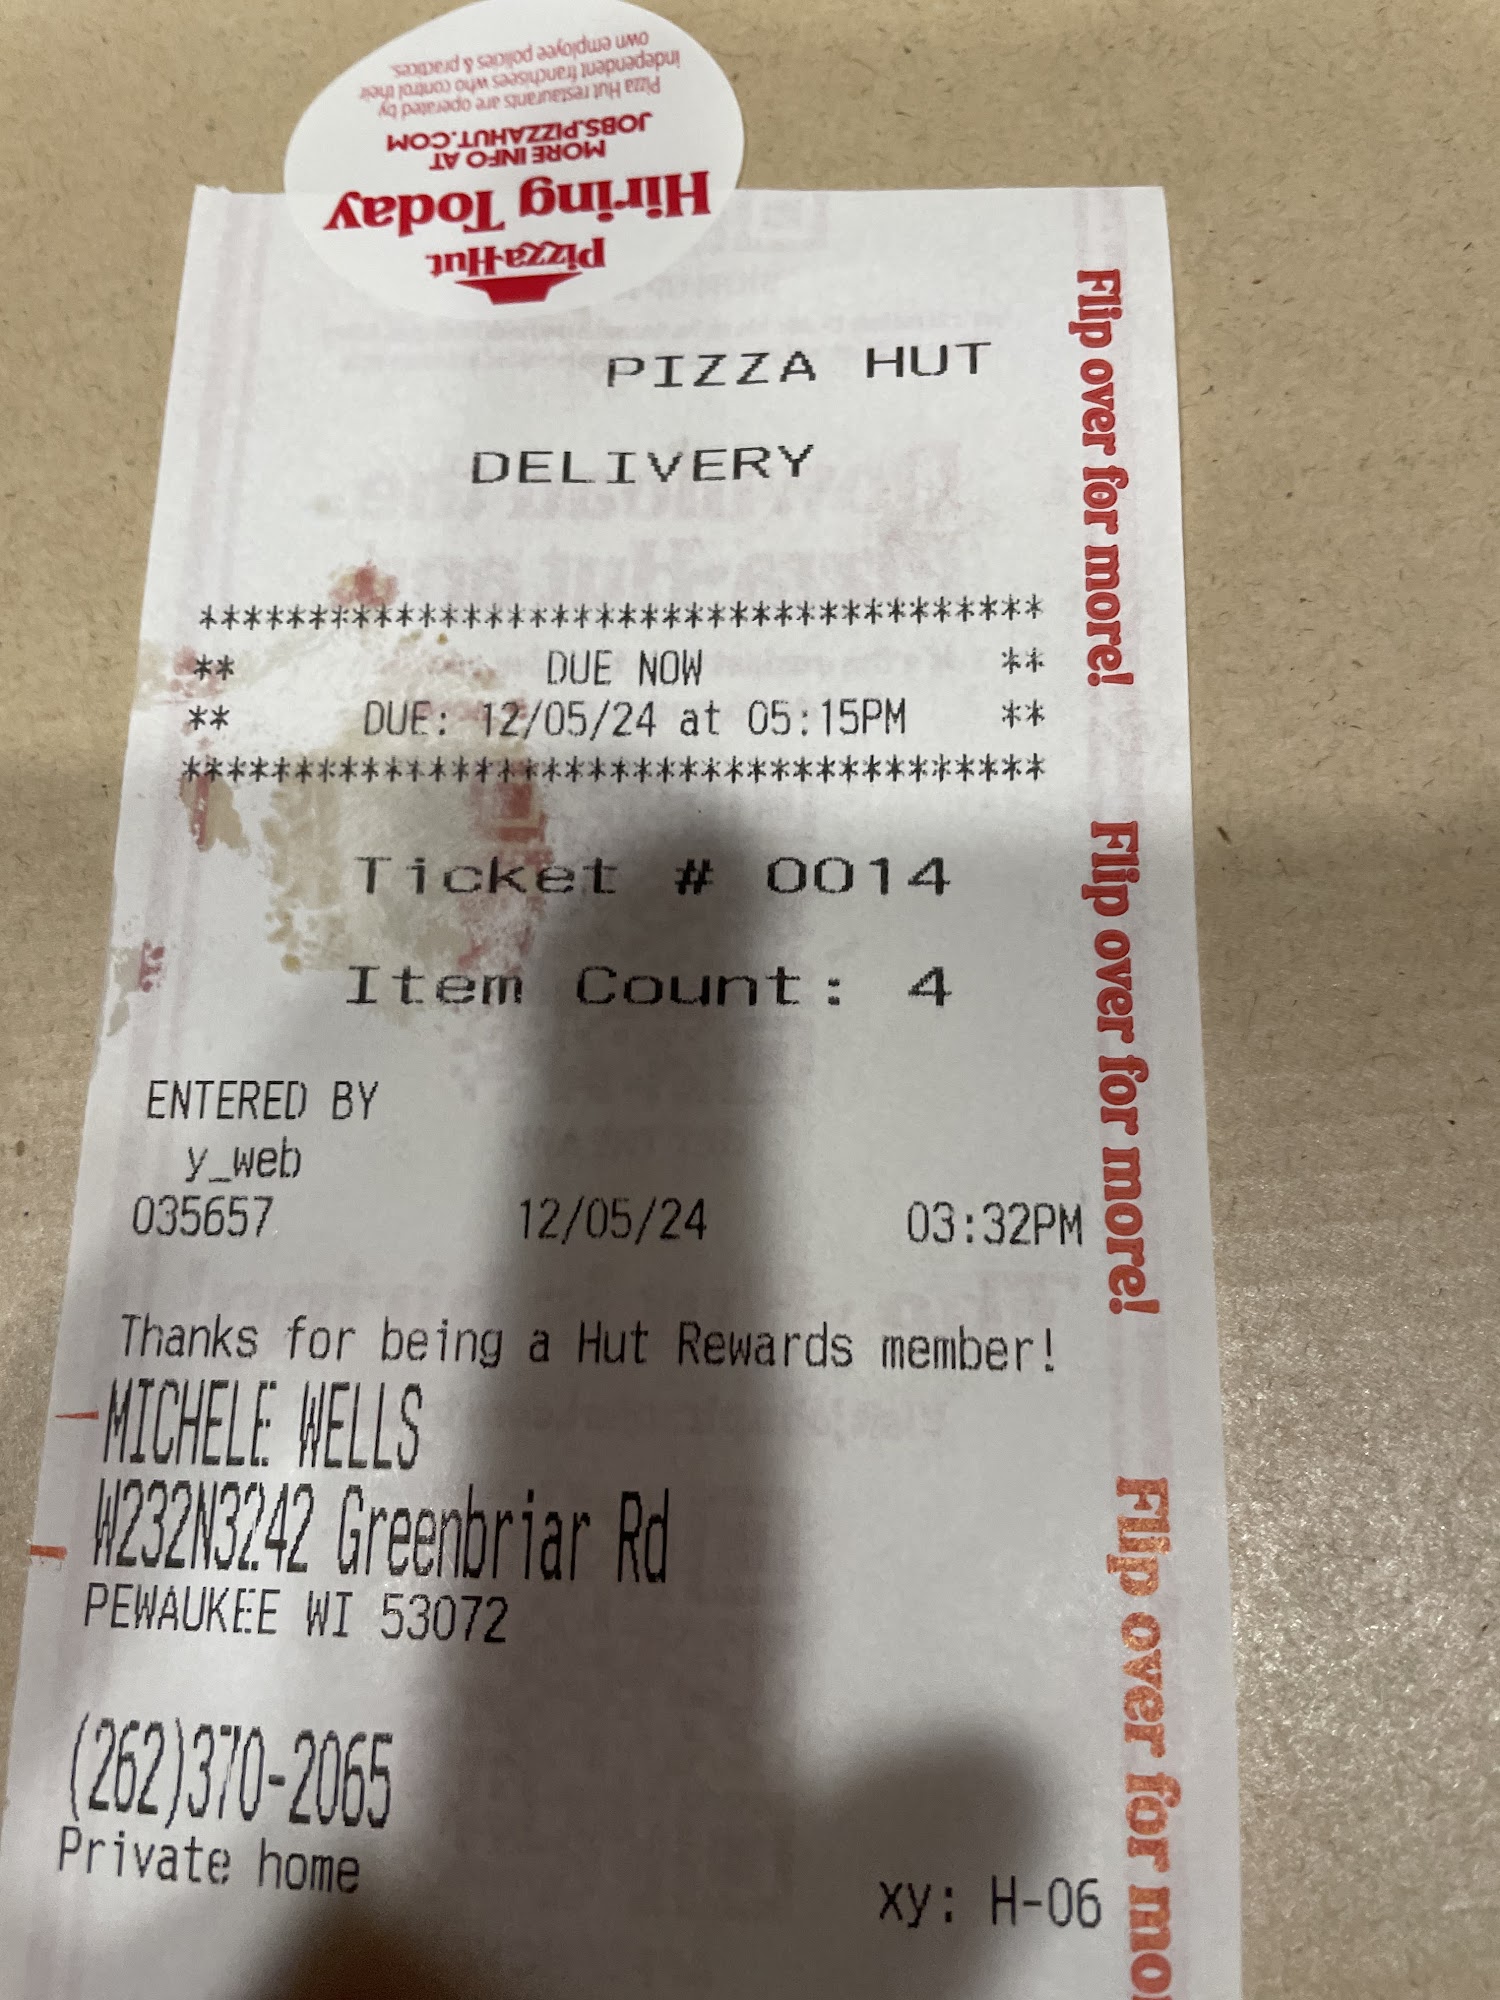 Pizza Hut
Hiring Today
MORE INFO AT
JOBS.PIZZAHUT.COM
Pizza Hut restaurants are operated by
independent franchisees who control their
own employee policies & practices.
PIZZA HUT
DELIVERY
***************************************
** DUE NOW **
** DUE: 12/05/24 at 05:15PM **
***************************************
Ticket # 0014
Item Count: 4
ENTERED BY
y_web
035657 12/05/24 03:32PM
Thanks for being a Hut Rewards member!
MICHELE WELLS
W232N3242 Greenbriar Rd
PEWAUKEE WI 53072
(262)370-2065
Private home
xy: H-06
Flip over for more!
Flip over for more!
Flip over for mo